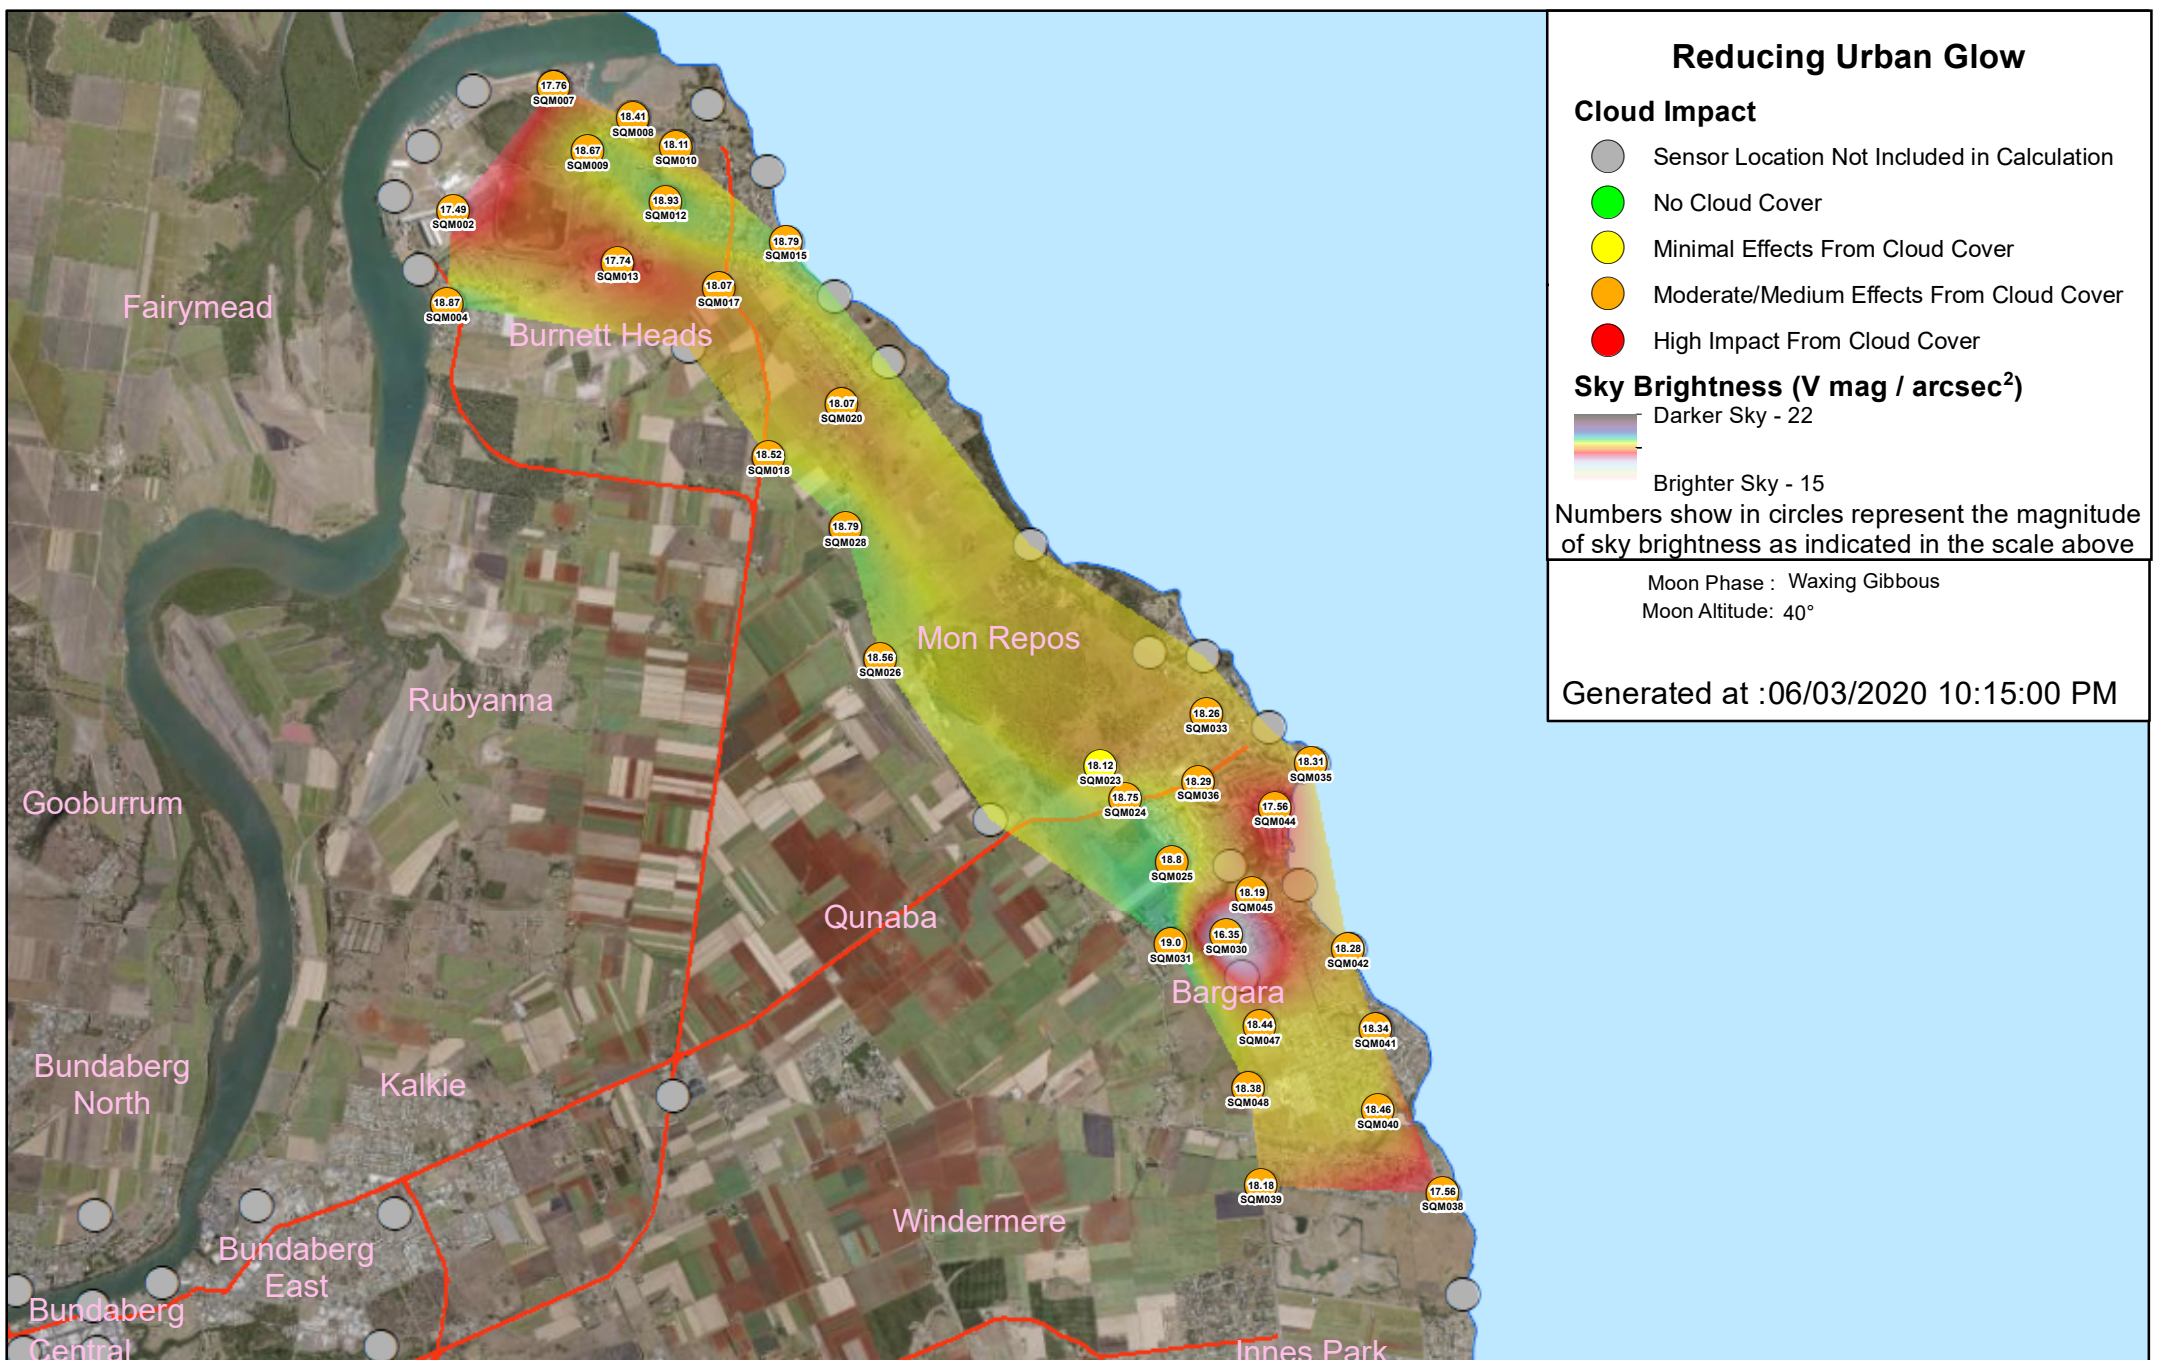 Reducing Urban Glow
Cloud Impact
Sensor Location Not Included in Calculation
No Cloud Cover
Minimal Effects From Cloud Cover
Moderate/Medium Effects From Cloud Cover
High Impact From Cloud Cover
Sky Brightness (V mag / arcsec²)
Darker Sky - 22
Brighter Sky - 15
Numbers show in circles represent the magnitude
of sky brightness as indicated in the scale above
Moon Phase : Waxing Gibbous
Moon Altitude: 40°
Generated at :06/03/2020 10:15:00 PM
17.76
SQM007
18.41
SQM008
18.67
SQM009
18.11
SQM010
18.93
SQM012
17.49
SQM002
18.79
SQM015
17.74
SQM013
18.07
SQM017
18.87
SQM004
Fairymead
Burnett Heads
18.07
SQM020
18.52
SQM018
18.79
SQM028
Mon Repos
18.56
SQM026
Rubyanna
18.26
SQM033
18.12
SQM023
18.31
SQM035
18.29
SQM036
18.75
SQM024
17.56
SQM044
Gooburrum
18.8
SQM025
18.19
SQM045
Qunaba
16.35
SQM030
19.0
SQM031
18.28
SQM042
Bargara
18.44
SQM047
18.34
SQM041
Bundaberg
North
Kalkie
18.38
SQM048
18.46
SQM040
18.18
SQM039
17.56
SQM038
Windermere
Bundaberg
East
Bundaberg
Central
Innes Park